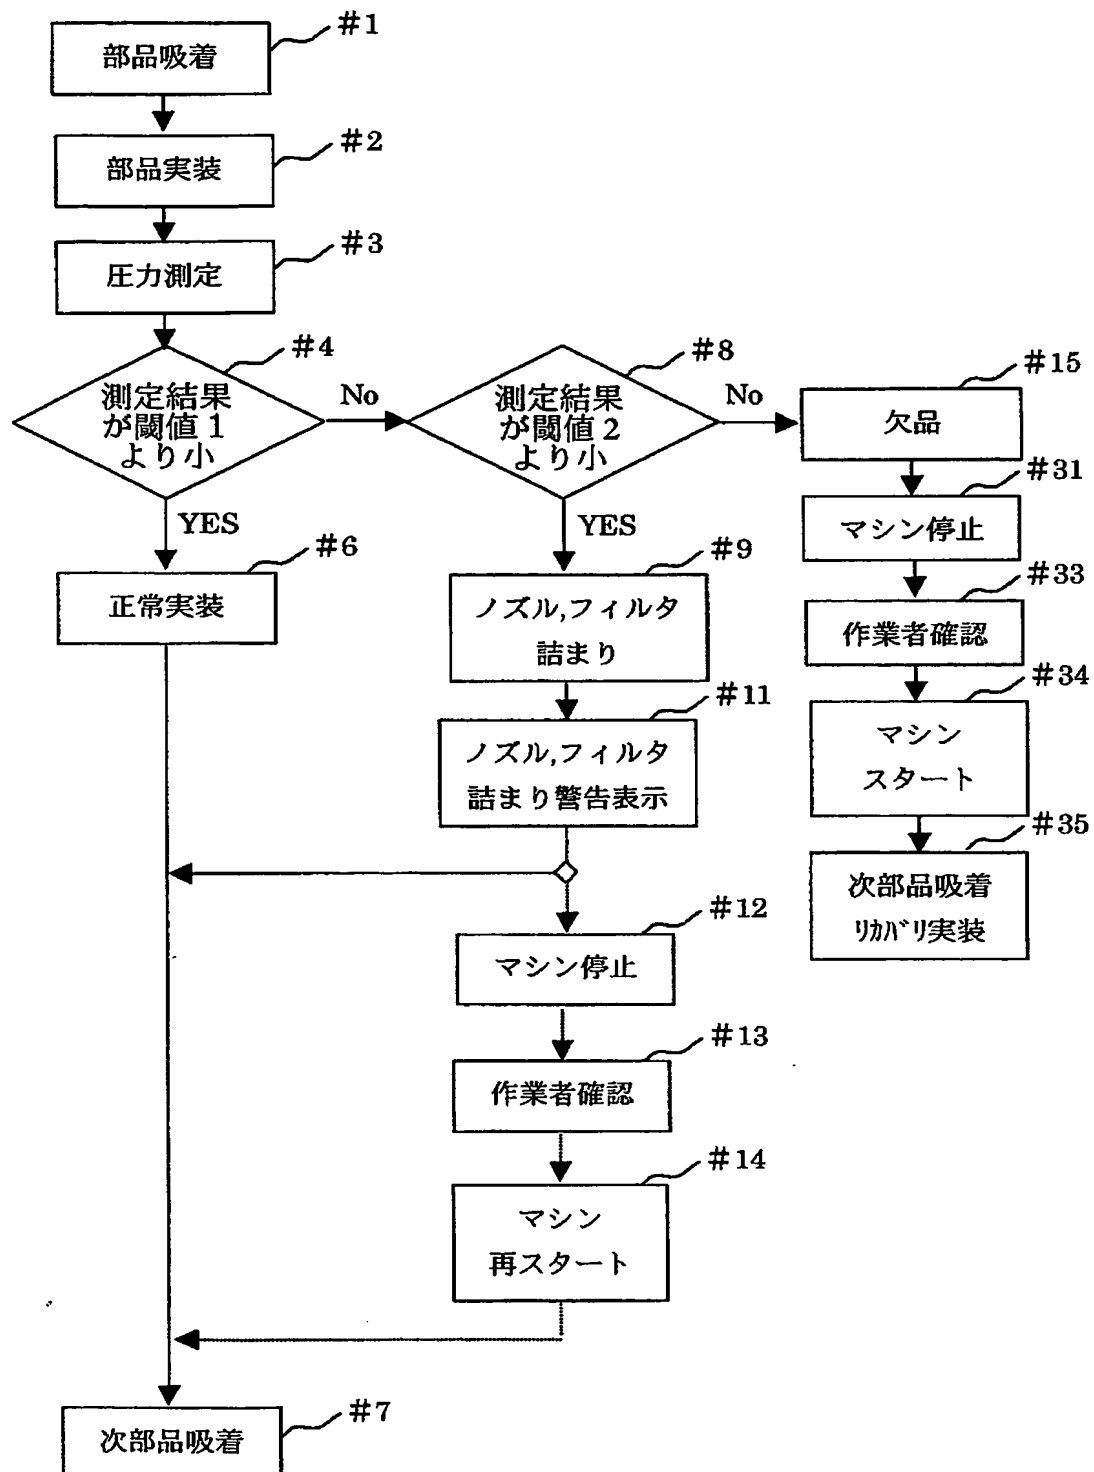 #1
部品吸着
#2
部品実装
#3
圧力測定
#4
測定結果
が閾値1
より小
No
YES
#8
測定結果
が閾値2
より小
No
YES
#15
欠品
#31
マシン停止
#33
作業者確認
#34
マシン
スタート
#35
次部品吸着
ﾘｶﾊﾞﾘ実装
#6
正常実装
#9
ノズル,フィルタ
詰まり
#11
ノズル,フィルタ
詰まり警告表示
#12
マシン停止
#13
作業者確認
#14
マシン
再スタート
#7
次部品吸着